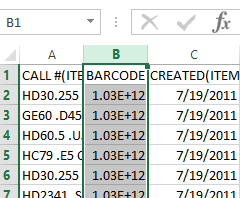 B1
A B C
1 CALL #(ITE BARCODE CREATED(ITEM
2 HD30.255 1.03E+12 7/19/2011
3 GE60 .D45 1.03E+12 7/19/2011
4 HD60.5 .U 1.03E+12 7/19/2011
5 HC79 .E5 C 1.03E+12 7/19/2011
6 HD30.255 1.03E+12 7/19/2011
7 HD2341 .S 1.03E+12 7/19/2011